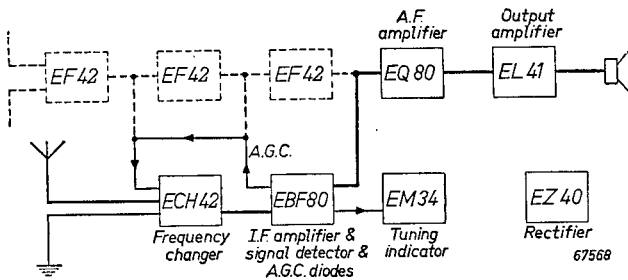 A.F.
amplifier
Output
amplifier
EF42
EF42
EF42
EQ80
EL41
A.G.C.
ECH42
EBF80
EM34
EZ40
Frequency
changer
I.F. amplifier &
signal detector &
A.G.C. diodes
Tuning
indicator
Rectifier
67568